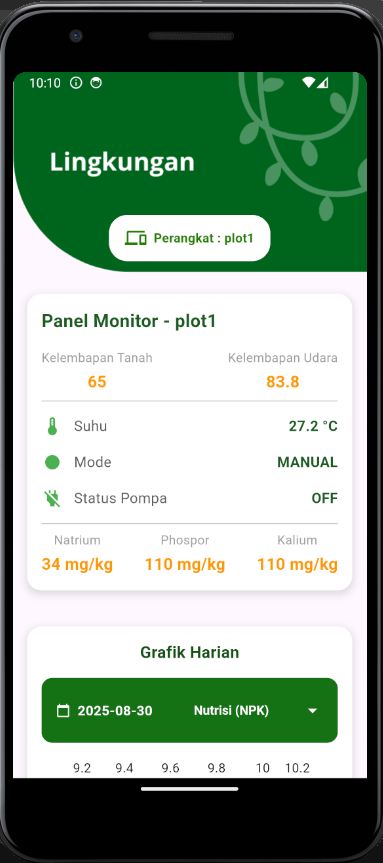 10:10
Lingkungan
Perangkat : plot1
Panel Monitor - plot1
Kelembapan Tanah Kelembapan Udara
65 83.8
Suhu 27.2 °C
Mode MANUAL
Status Pompa OFF
Natrium Phospor Kalium
34 mg/kg 110 mg/kg 110 mg/kg
Grafik Harian
2025-08-30 Nutrisi (NPK)
9.2 9.4 9.6 9.8 10 10.2